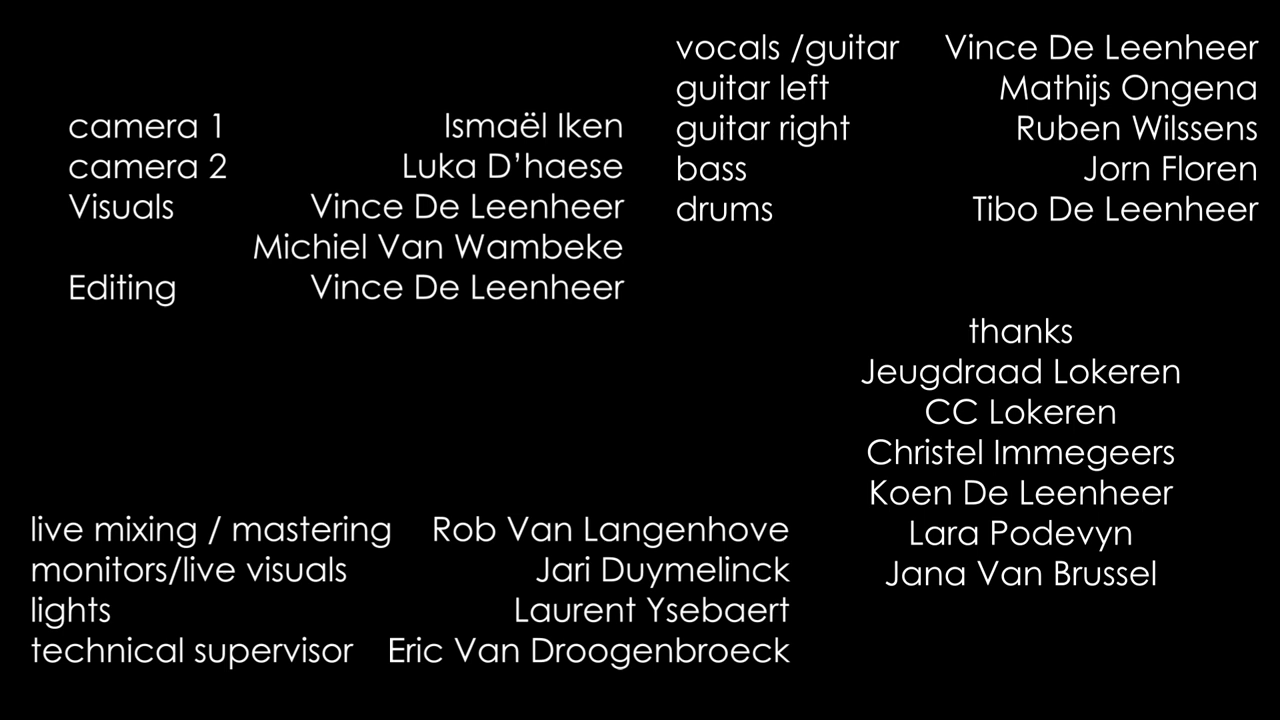 camera 1 Ismaël Iken
camera 2 Luka D’haese
Visuals Vince De Leenheer
Michiel Van Wambeke
Editing Vince De Leenheer
vocals /guitar Vince De Leenheer
guitar left Mathijs Ongena
guitar right Ruben Wilssens
bass Jorn Floren
drums Tibo De Leenheer
thanks
Jeugdraad Lokeren
CC Lokeren
Christel Immegeers
Koen De Leenheer
Lara Podevyn
Jana Van Brussel
live mixing / mastering Rob Van Langenhove
monitors/live visuals Jari Duymelinck
lights Laurent Ysebaert
technical supervisor Eric Van Droogenbroeck